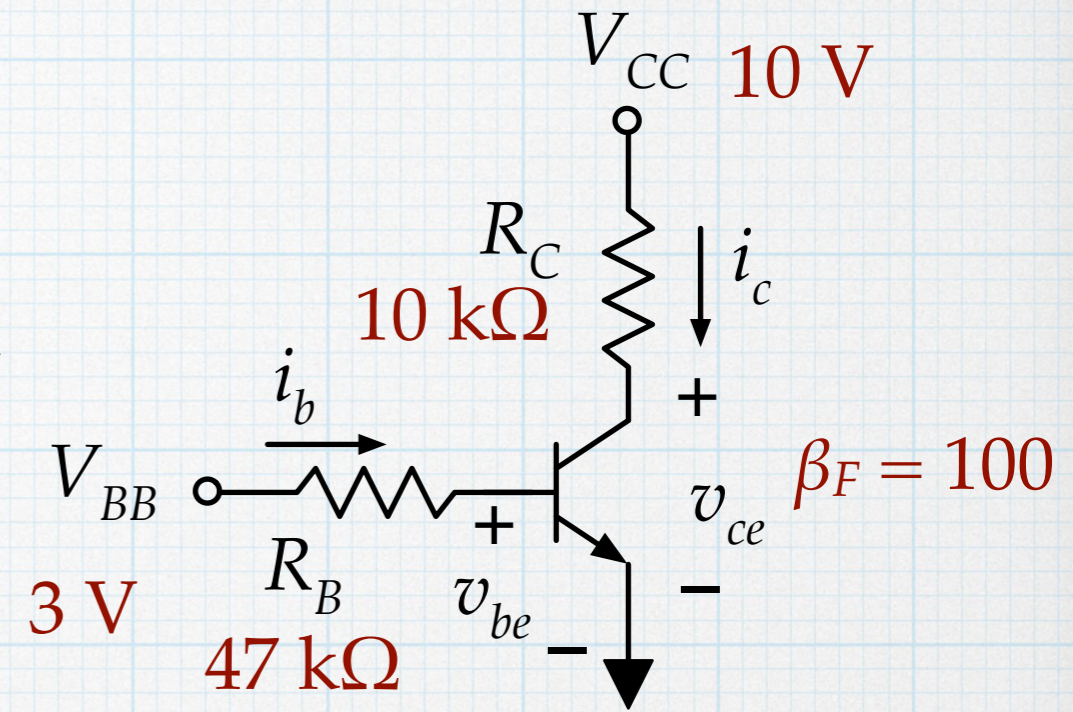 V_CC 10 V
R_C
10 kΩ
i_c
+
i_b
V_BB
+
v_ce
β_F = 100
−
R_B
v_be
3 V
47 kΩ
−